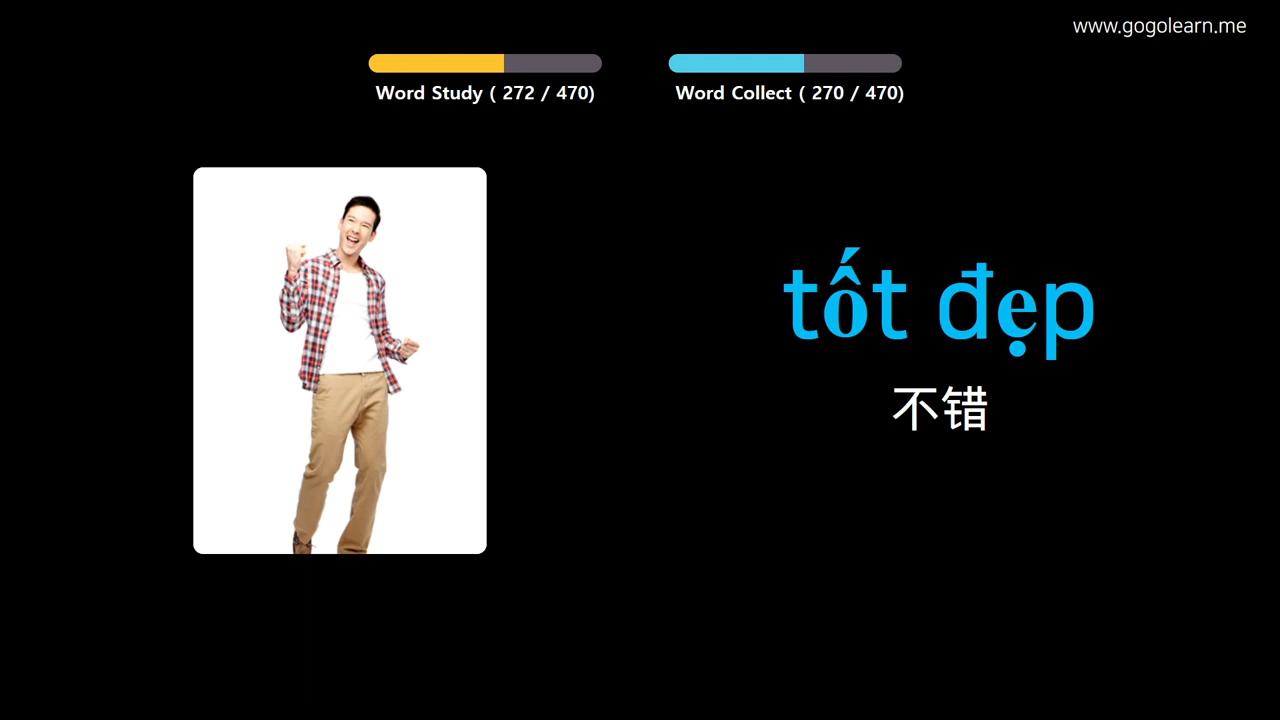 www.gogolearn.me
Word Study ( 272 / 470)
Word Collect ( 270 / 470)
tốt đẹp
不错